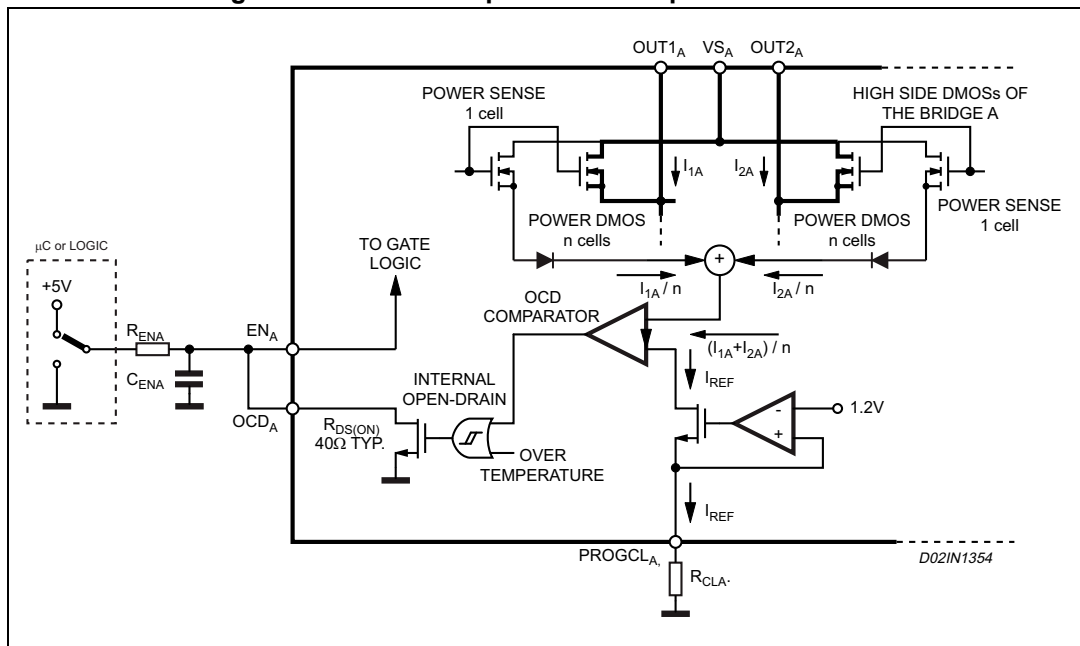 OUT1A VSA OUT2A
POWER SENSE
1 cell
HIGH SIDE DMOSs OF
THE BRIDGE A
I1A I2A
POWER DMOS
n cells
POWER DMOS
n cells
POWER SENSE
1 cell
μC or LOGIC
+5V
TO GATE
LOGIC
+
I1A / n I2A / n
OCD
COMPARATOR
(I1A+I2A) / n
RENA
ENA
CENA
IREF
INTERNAL
OPEN-DRAIN
- 1.2V
+
OCDA
RDS(ON)
40Ω TYP.
OVER
TEMPERATURE
IREF
PROGCLA,
RCLA.
D02IN1354